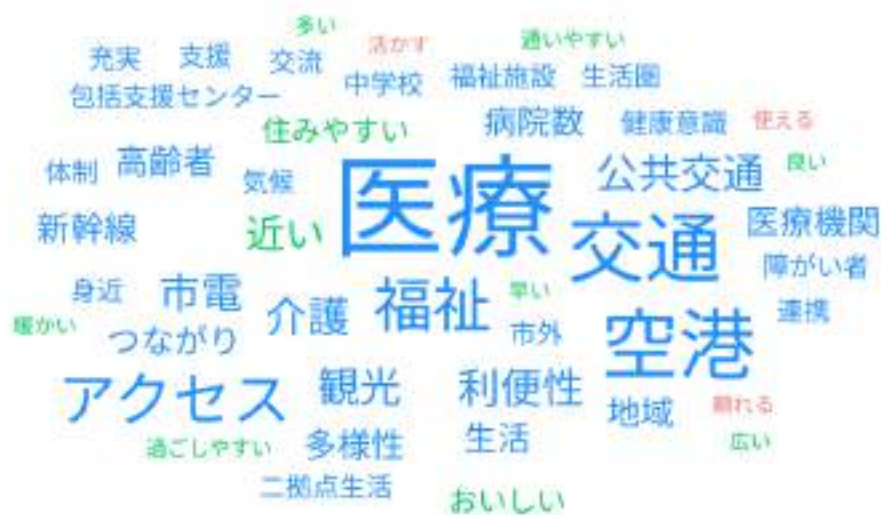 多い
充実 支援 交流 活かす 通いやすい
包括支援センター 中学校 福祉施設 生活圏
住みやすい 病院数 健康意識 使える
体制 高齢者 気候 医療 公共交通 良い
新幹線 近い 交通 医療機関
身近 市電 福祉 早い 障がい者
暖かい つながり 介護 市外 空港 連携
アクセス 観光 利便性 地域 頼れる
過ごしやすい 多様性 生活 広い
二拠点生活 おいしい